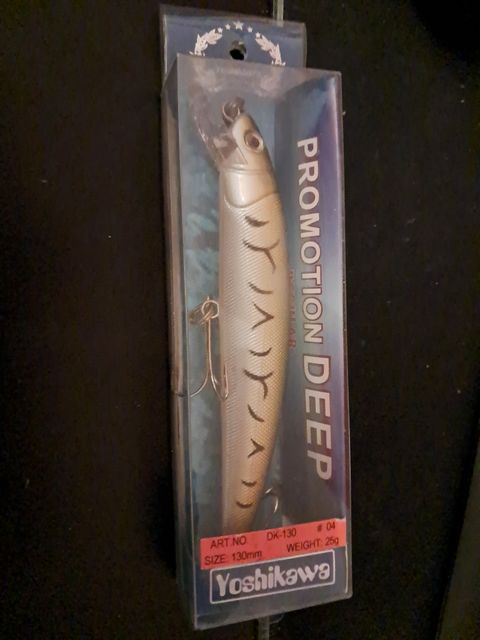 PROMOTION DEEP
ART.NO. DK-130 # 04
SIZE: 130mm WEIGHT: 25g
Yoshikawa